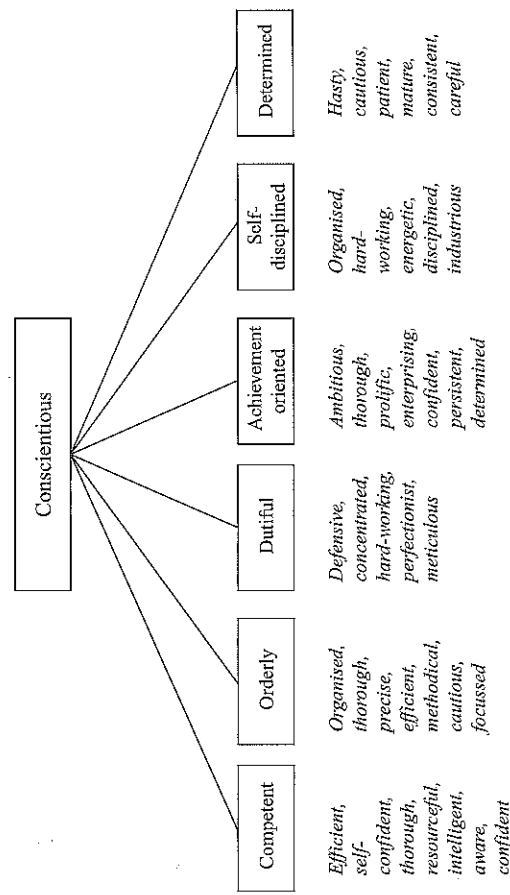 Conscientious
Competent
Efficient,
self-
confident,
thorough,
resourceful,
intelligent,
aware,
confident
Orderly
Organised,
thorough,
precise,
efficient,
methodical,
cautious,
focussed
Dutiful
Defensive,
concentrated,
hard-working,
perfectionist,
meticulous
Achievement
oriented
Ambitious,
thorough,
prolific,
enterprising,
confident,
persistent,
determined
Self-
disciplined
Organised,
hard-
working,
energetic,
disciplined,
industrious
Determined
Hasty,
cautious,
patient,
mature,
consistent,
careful